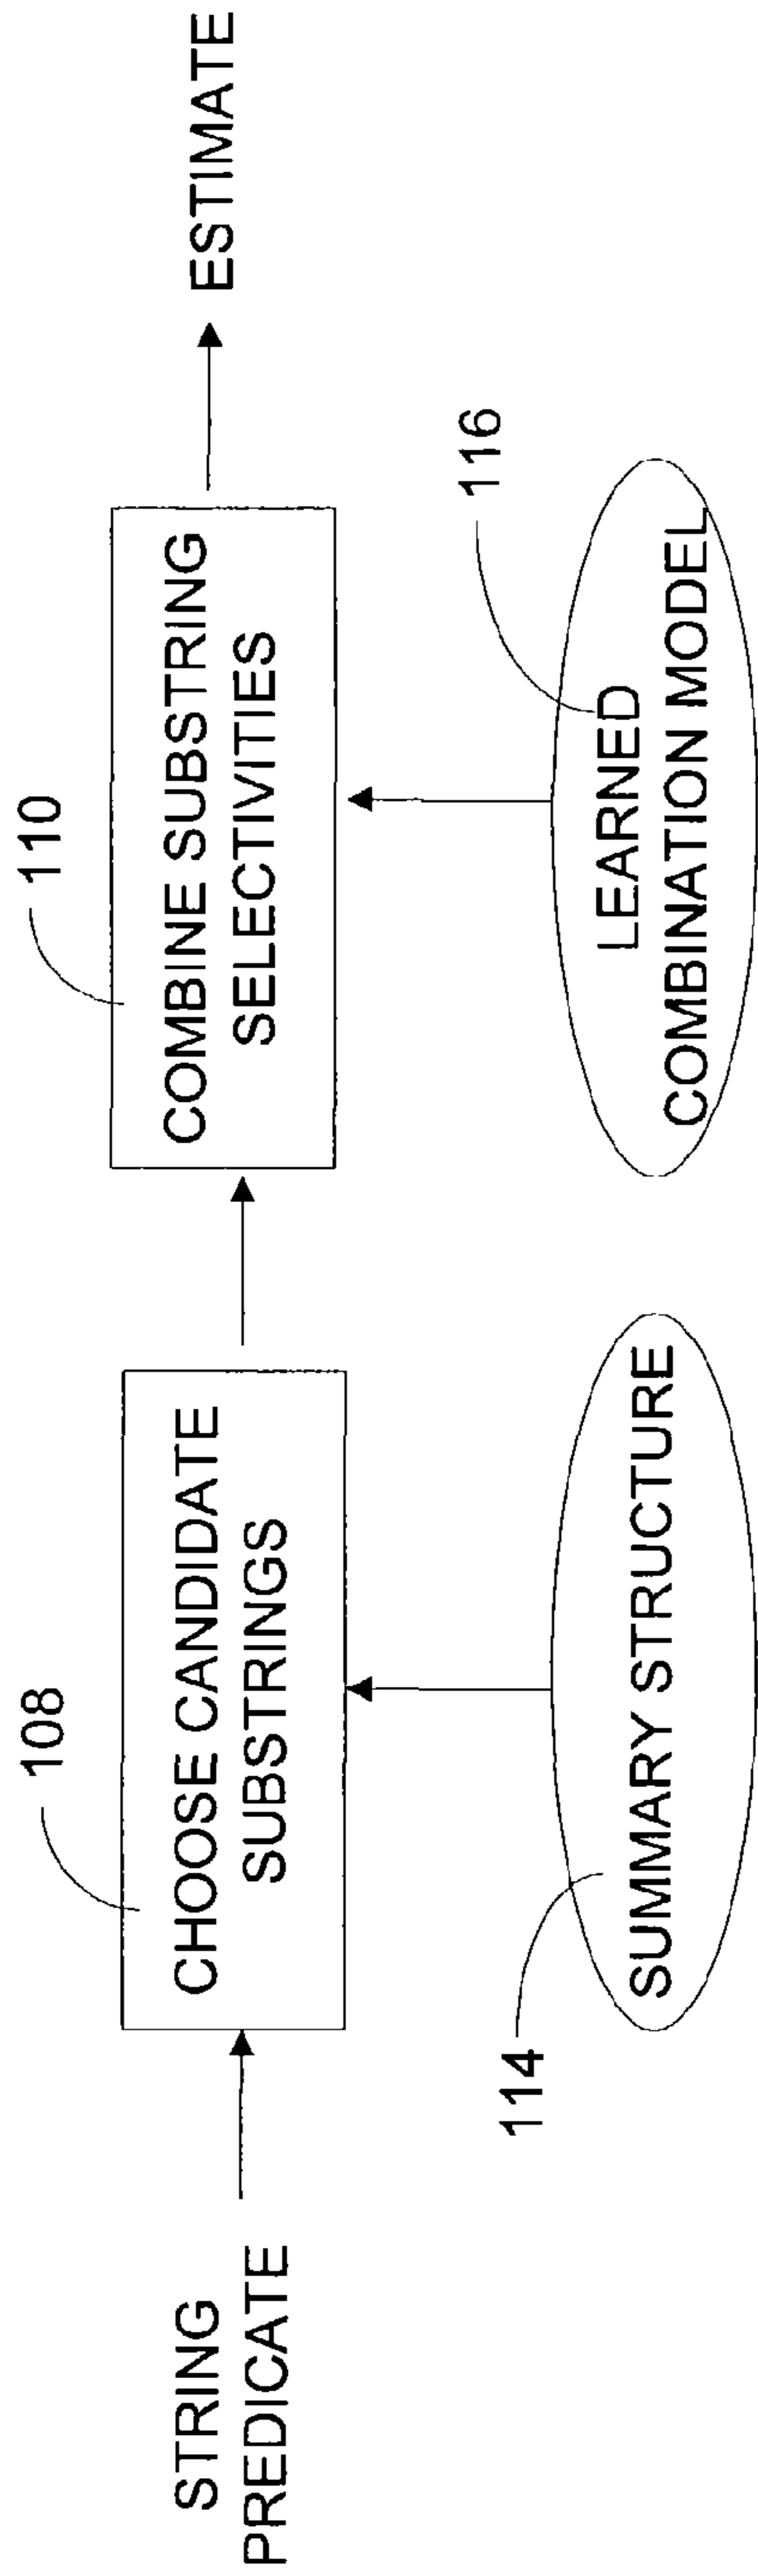 STRING
PREDICATE
108
CHOOSE CANDIDATE
SUBSTRINGS
114
SUMMARY STRUCTURE
110
COMBINE SUBSTRING
SELECTIVITIES
116
LEARNED
COMBINATION MODEL
ESTIMATE